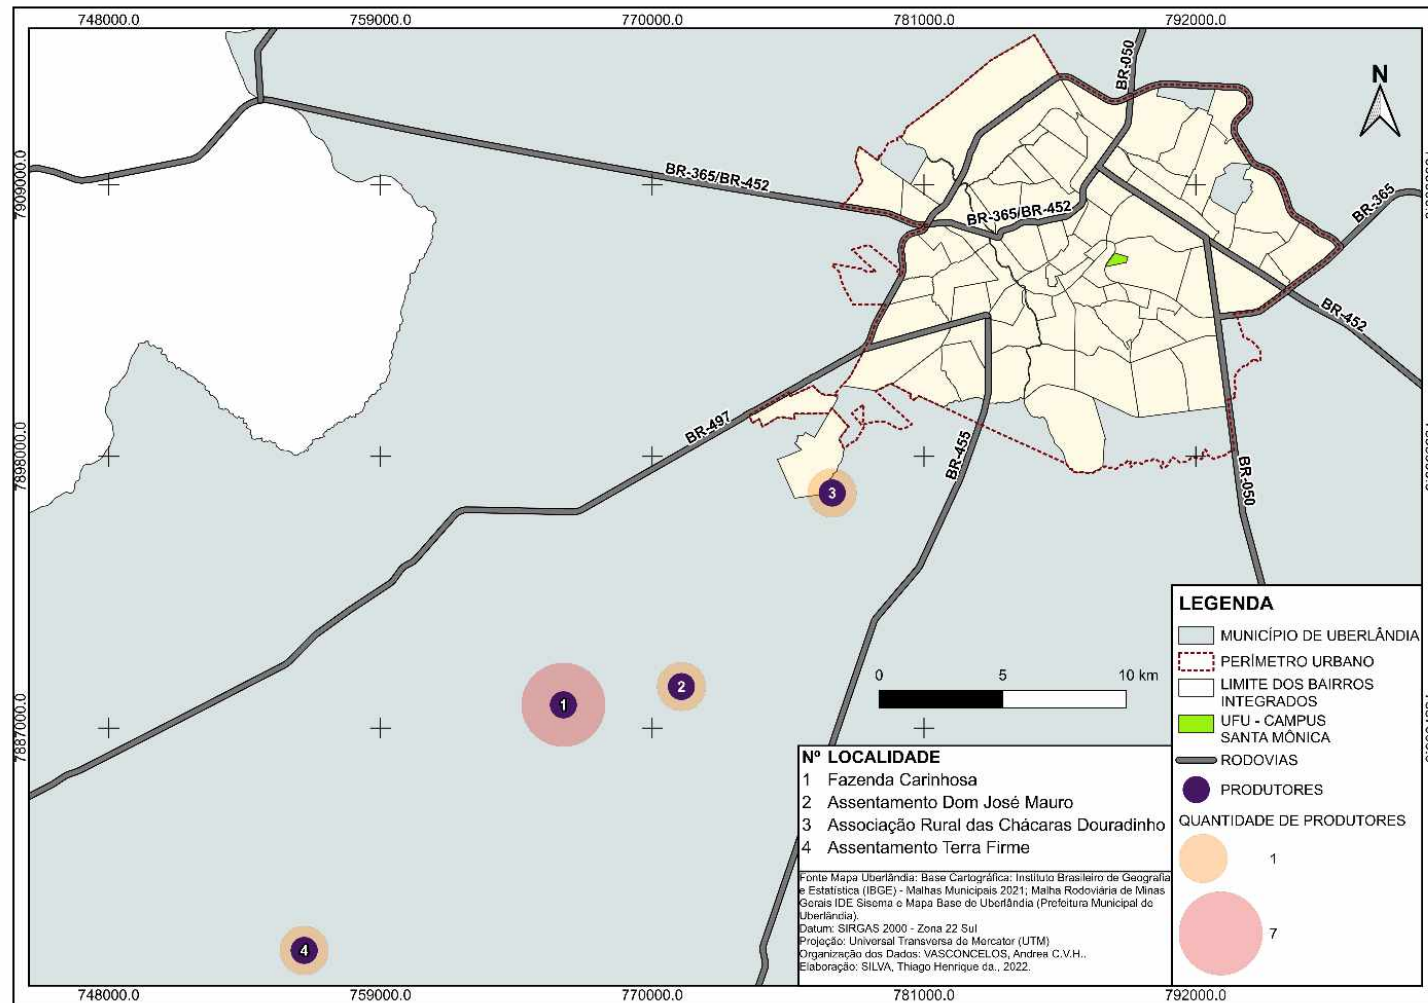 748000.0 759000.0 770000.0 781000.0 792000.0
BR-050
N
7909000.0
BR-365/BR-452
BR-365/BR-452
BR-365
BR-452
BR-497
BR-455
BR-050
7898000.0
3
7887000.0
1
2
4
0 5 10 km
LEGENDA
MUNICÍPIO DE UBERLÂNDIA
PERÍMETRO URBANO
LIMITE DOS BAIRROS
INTEGRADOS
UFU - CAMPUS
SANTA MÔNICA
RODOVIAS
PRODUTORES
QUANTIDADE DE PRODUTORES
1
7
Nº LOCALIDADE
1 Fazenda Carinhosa
2 Assentamento Dom José Mauro
3 Associação Rural das Chácaras Douradinho
4 Assentamento Terra Firme
Fonte Mapa Uberlândia: Base Cartográfica: Instituto Brasileiro de Geografia
e Estatística (IBGE) - Malhas Municipais 2021; Malha Rodoviária de Minas
Gerais IDE Sisema e Mapa Base de Uberlândia (Prefeitura Municipal de
Uberlândia).
Datum: SIRGAS 2000 - Zona 22 Sul
Projeção: Universal Transversa de Mercator (UTM)
Organização dos Dados: VASCONCELOS, Andrea C.V.H..
Elaboração: SILVA, Thiago Henrique da., 2022.
748000.0 759000.0 770000.0 781000.0 792000.0